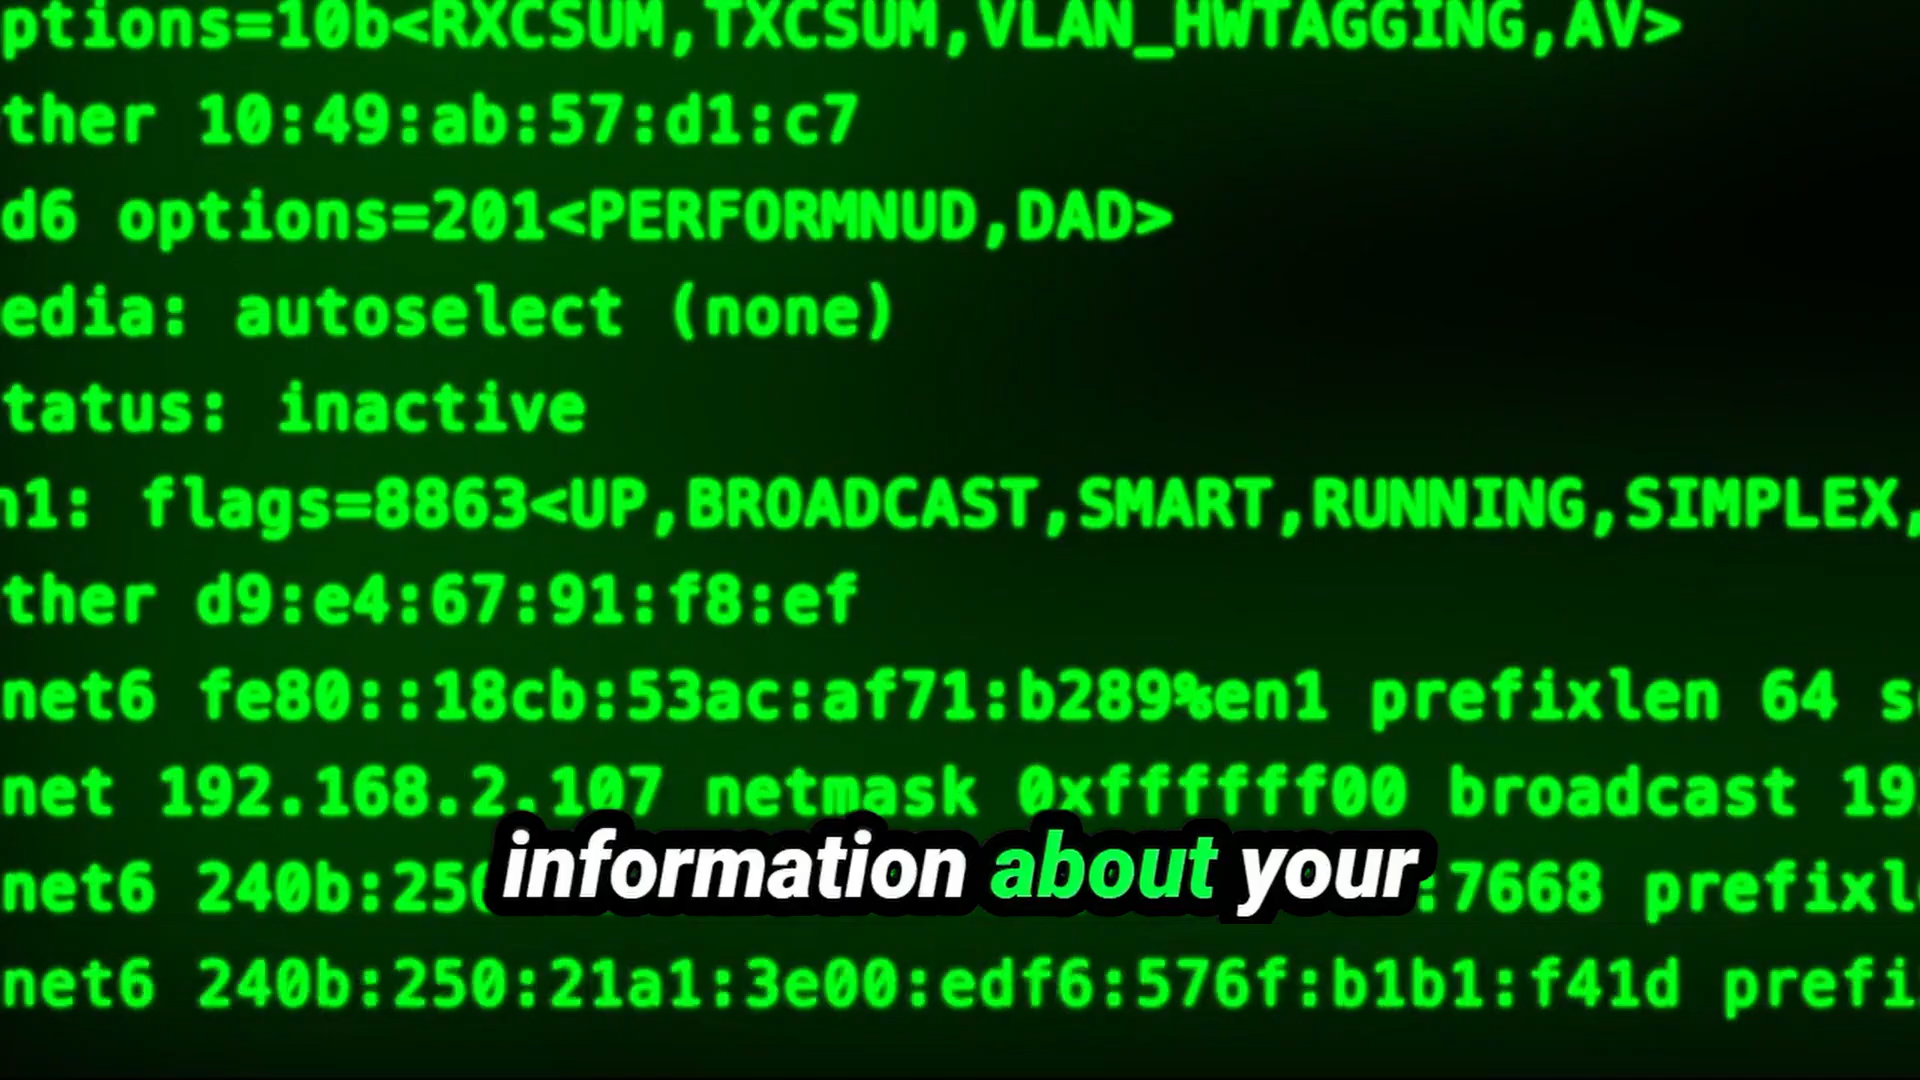 ptions=10b<RXCSUM,TXCSUM,VLAN_HWTAGGING,AV>
ther 10:49:ab:57:d1:c7
d6 options=201<PERFORMNUD,DAD>
edia: autoselect (none)
tatus: inactive
n1: flags=8863<UP,BROADCAST,SMART,RUNNING,SIMPLEX,
ther d9:e4:67:91:f8:ef
net6 fe80::18cb:53ac:af71:b289%en1 prefixlen 64 s
net 192.168.2.107 netmask 0xffffff00 broadcast 19
net6 240b:250 :7668 prefixl
information about your
net6 240b:250:21a1:3e00:edf6:576f:b1b1:f41d prefi